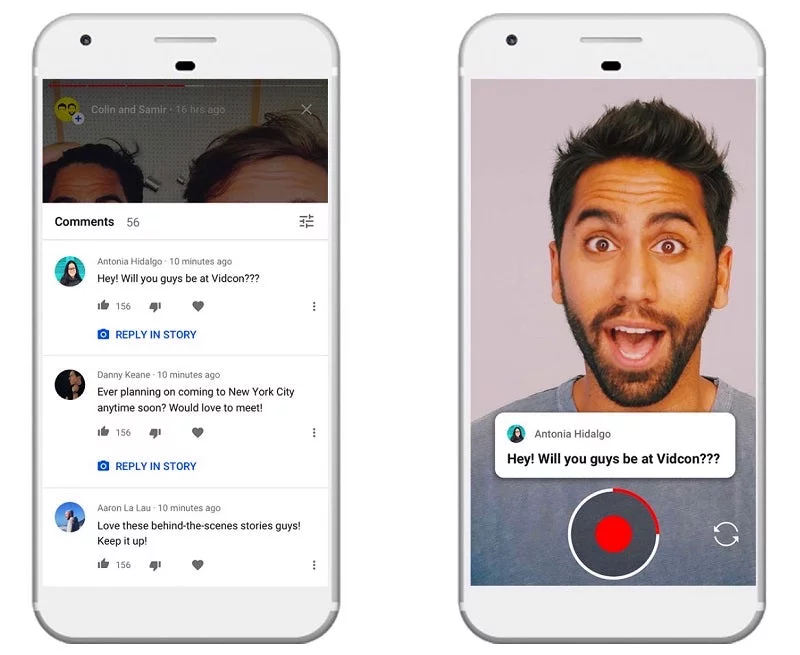 Colin and Samir · 16 hrs ago
Comments 56
Antonia Hidalgo · 10 minutes ago
Hey! Will you guys be at Vidcon???
156
REPLY IN STORY
Danny Keane · 10 minutes ago
Ever planning on coming to New York City
anytime soon? Would love to meet!
156
REPLY IN STORY
Aaron La Lau · 10 minutes ago
Love these behind-the-scenes stories guys!
Keep it up!
156
Antonia Hidalgo
Hey! Will you guys be at Vidcon???